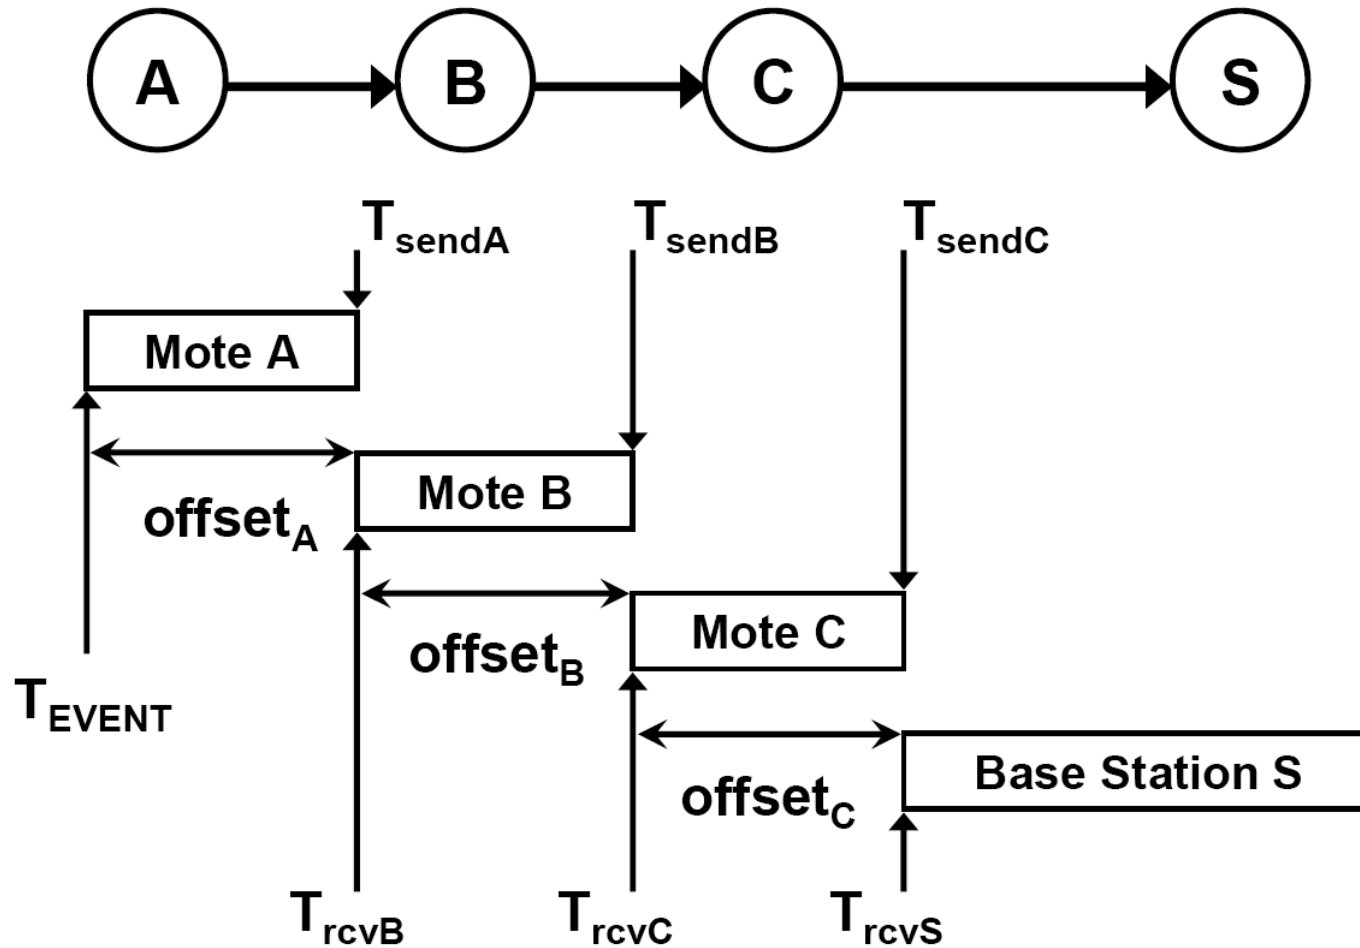 A B C S
TsendA TsendB TsendC
Mote A
Mote B
offsetA
Mote C
offsetB
TEVENT
Base Station S
offsetC
TrcvB TrcvC TrcvS